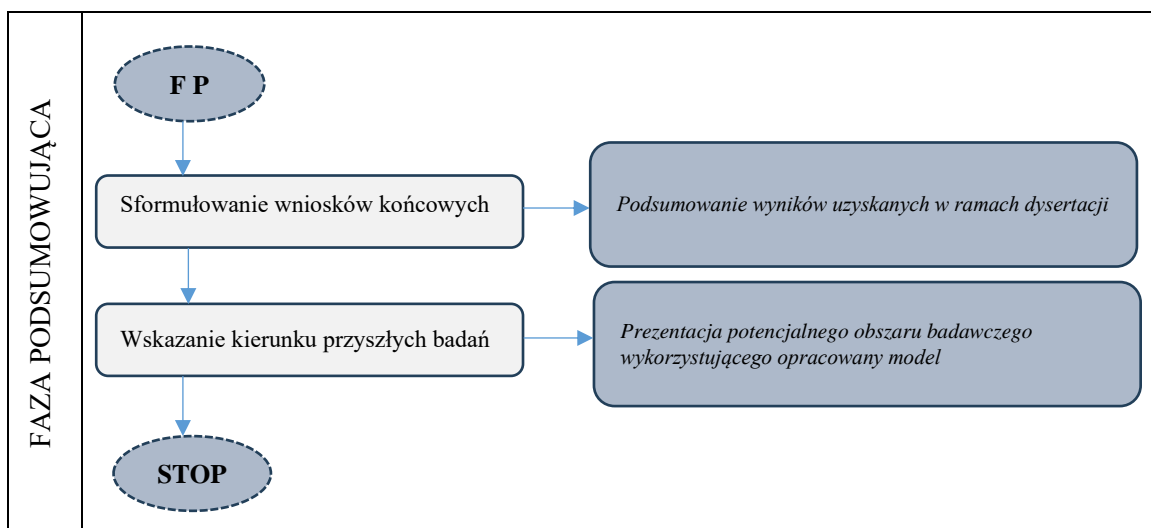 FAZA PODSUMOWUJĄCA
F P
Sformułowanie wniosków końcowych
Podsumowanie wyników uzyskanych w ramach dysertacji
Wskazanie kierunku przyszłych badań
Prezentacja potencjalnego obszaru badawczego
wykorzystującego opracowany model
STOP